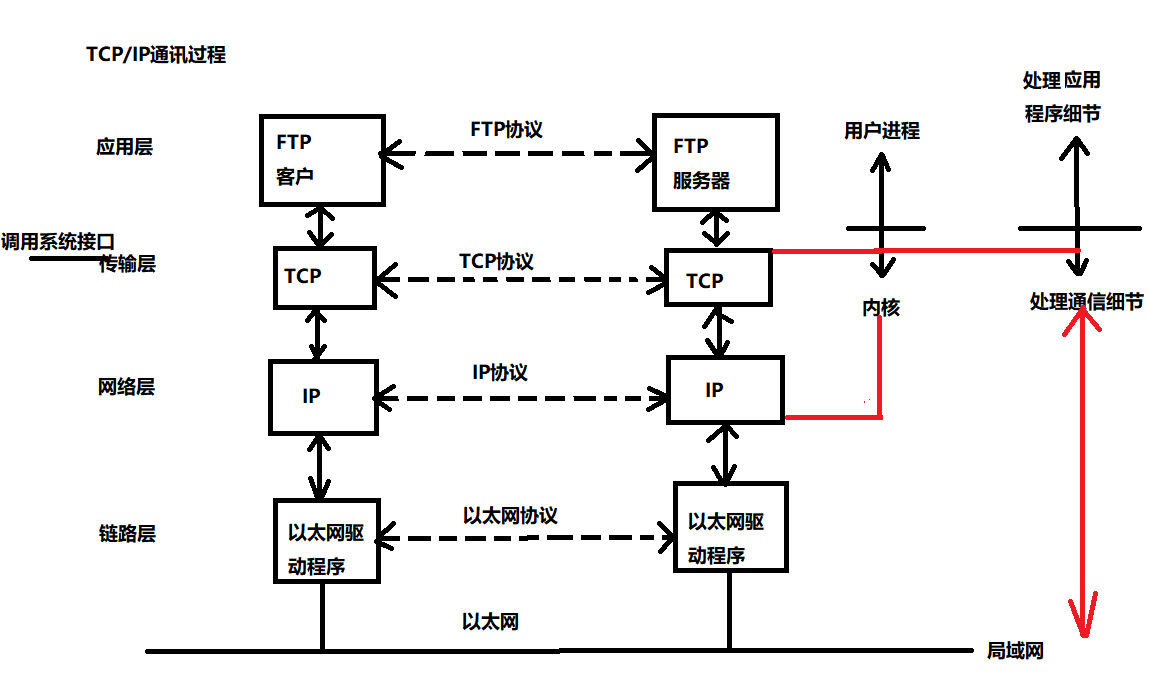 TCP/IP通讯过程
处理应用
程序细节
应用层
FTP
客户
FTP协议
FTP
服务器
用户进程
调用系统接口
传输层
TCP
TCP协议
TCP
内核
处理通信细节
网络层
IP
IP协议
IP
链路层
以太网驱
动程序
以太网协议
以太网驱
动程序
以太网
局域网